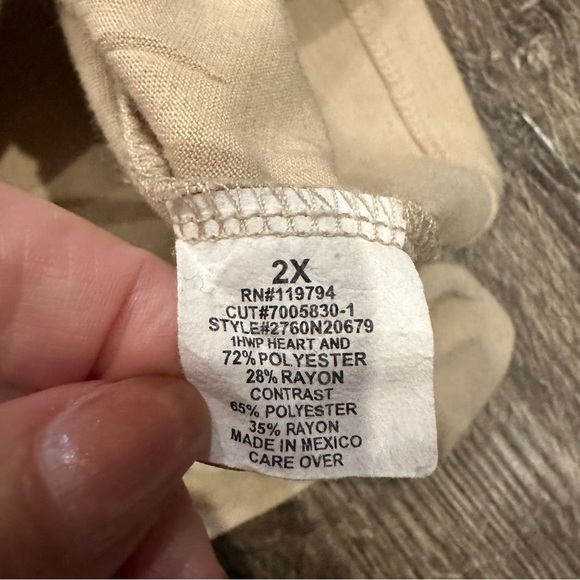 2X
RN#119794
CUT#7005830-1
STYLE#2760N20679
1HWP HEART AND
72% POLYESTER
28% RAYON
CONTRAST
65% POLYESTER
35% RAYON
MADE IN MEXICO
CARE OVER